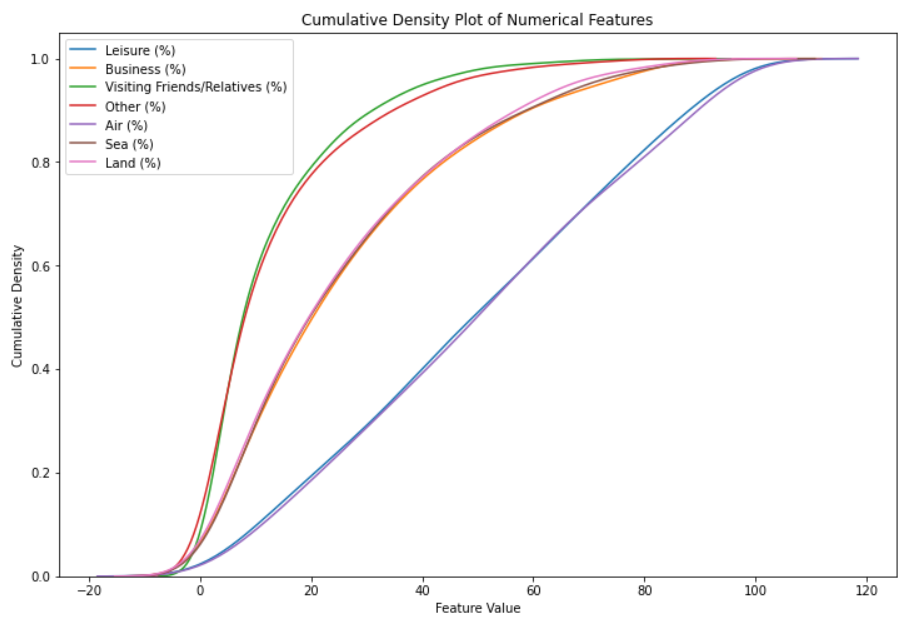 Cumulative Density Plot of Numerical Features
Leisure (%)
Business (%)
Visiting Friends/Relatives (%)
Other (%)
Air (%)
Sea (%)
Land (%)
1.0
0.8
0.6
0.4
0.2
0.0
Cumulative Density
−20
0
20
40
60
80
100
120
Feature Value